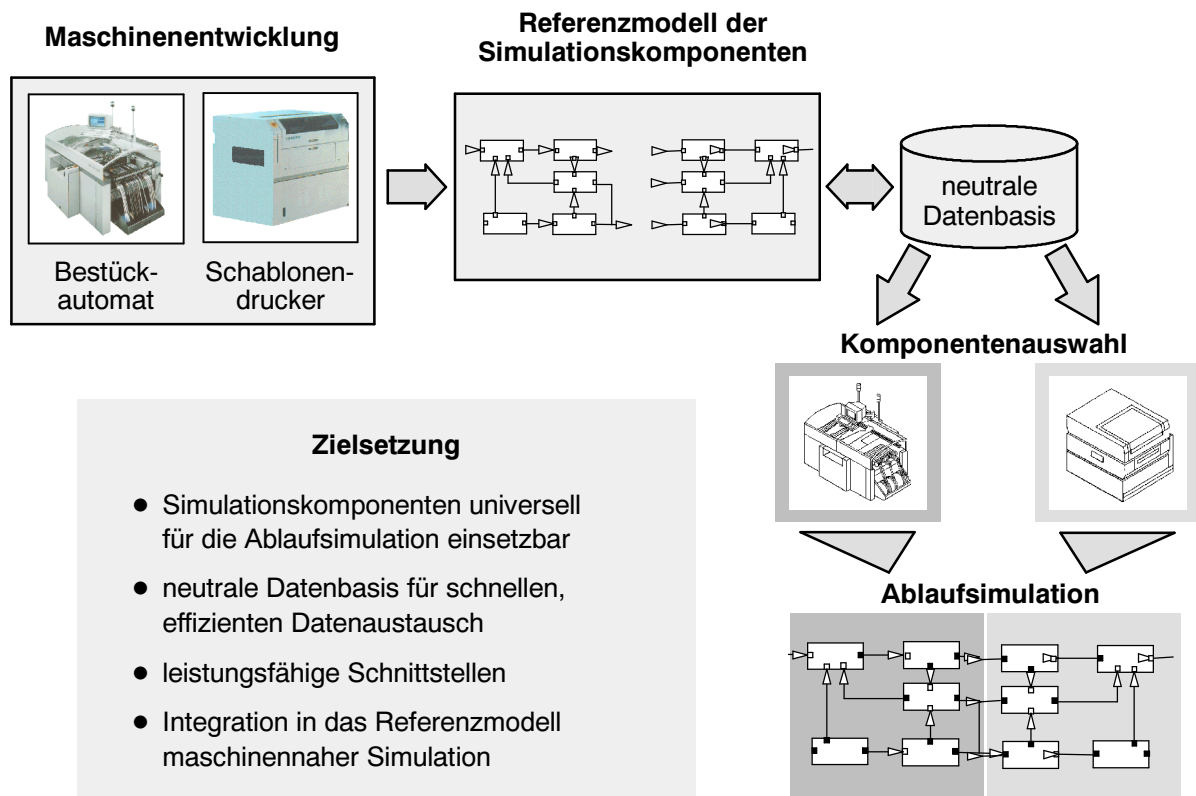 Maschinenentwicklung
Referenzmodell der
Simulationskomponenten
Bestück-
automat
Schablonen-
drucker
neutrale
Datenbasis
Komponentenauswahl
Zielsetzung
● Simulationskomponenten universell
für die Ablaufsimulation einsetzbar
● neutrale Datenbasis für schnellen,
effizienten Datenaustausch
● leistungsfähige Schnittstellen
● Integration in das Referenzmodell
maschinennaher Simulation
Ablaufsimulation